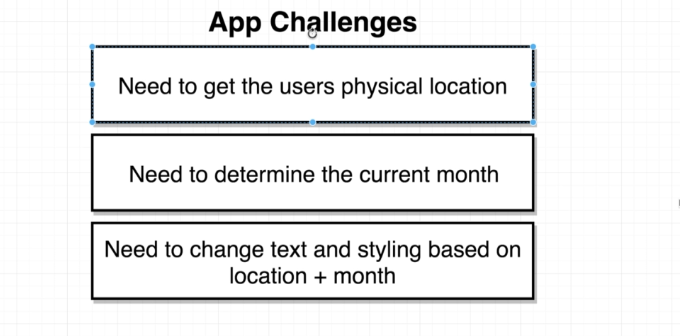 App Challenges
Need to get the users physical location
Need to determine the current month
Need to change text and styling based on
location + month